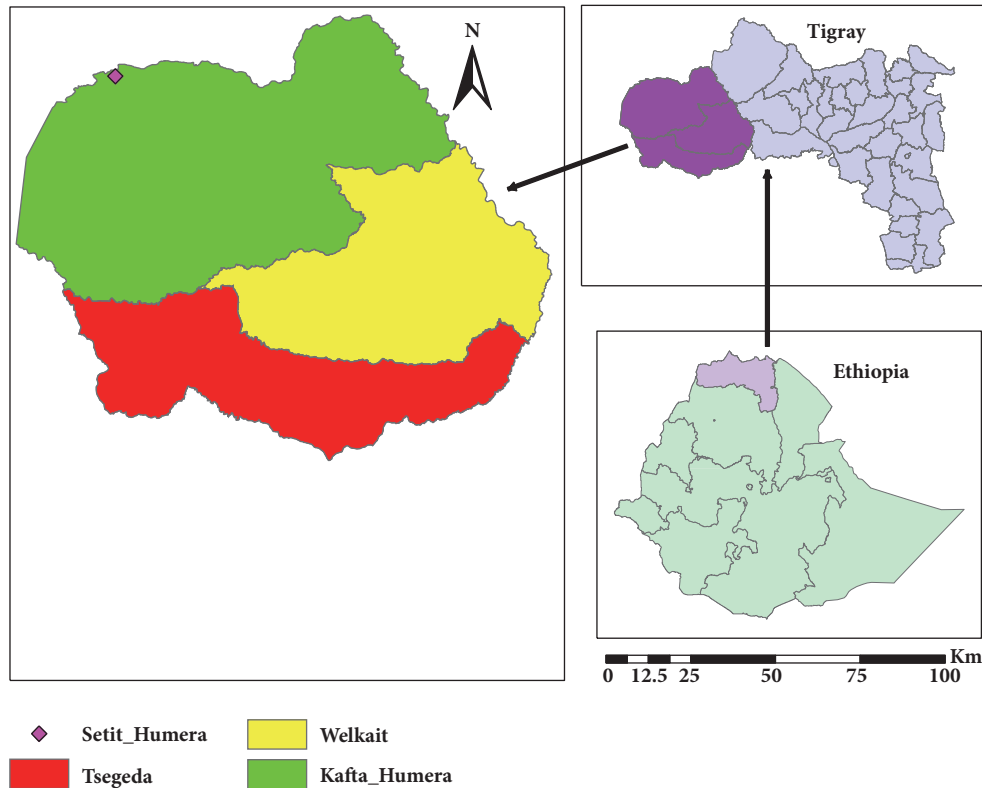 N
Tigray
Ethiopia
Km
0 12.5 25 50 75 100
Setit_Humera
Welkait
Tsegeda
Kafta_Humera